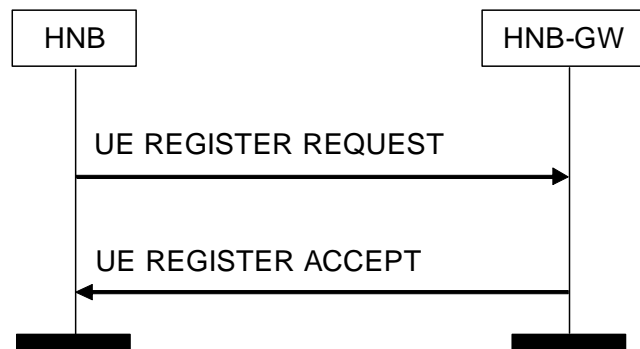 HNB
HNB-GW
UE REGISTER REQUEST
UE REGISTER ACCEPT